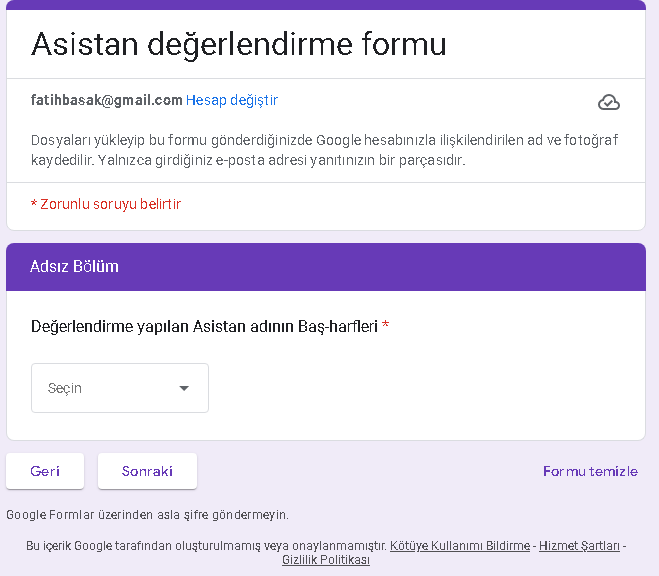 Asistan değerlendirme formu
fatihbasak@gmail.com Hesap değiştir
Dosyaları yükleyip bu formu gönderdiğinizde Google hesabınızla ilişkilendirilen ad ve fotoğraf
kaydedilir. Yalnızca girdiğiniz e-posta adresi yanıtınızın bir parçasıdır.
* Zorunlu soruyu belirtir
Adsız Bölüm
Değerlendirme yapılan Asistan adının Baş-harfleri *
Seçin
Geri Sonraki Formu temizle
Google Formlar üzerinden asla şifre göndermeyin.
Bu içerik Google tarafından oluşturulmamış veya onaylanmamıştır. Kötüye Kullanımı Bildirme - Hizmet Şartları -
Gizlilik Politikası